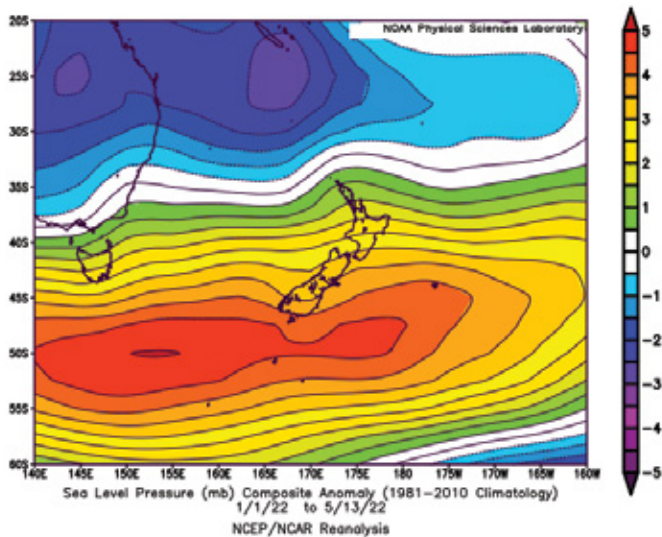 NOAA Physical Sciences Laboratory
20S
25S
30S
35S
40S
45S
50S
55S
60S
140E 145E 150E 155E 160E 165E 170E 175E 180 175W 170W 165W 160W
5
4
3
2
1
0
-1
-2
-3
-4
-5
Sea Level Pressure (mb) Composite Anomaly (1981-2010 Climatology)
1/1/22 to 5/13/22
NCEP/NCAR Reanalysis